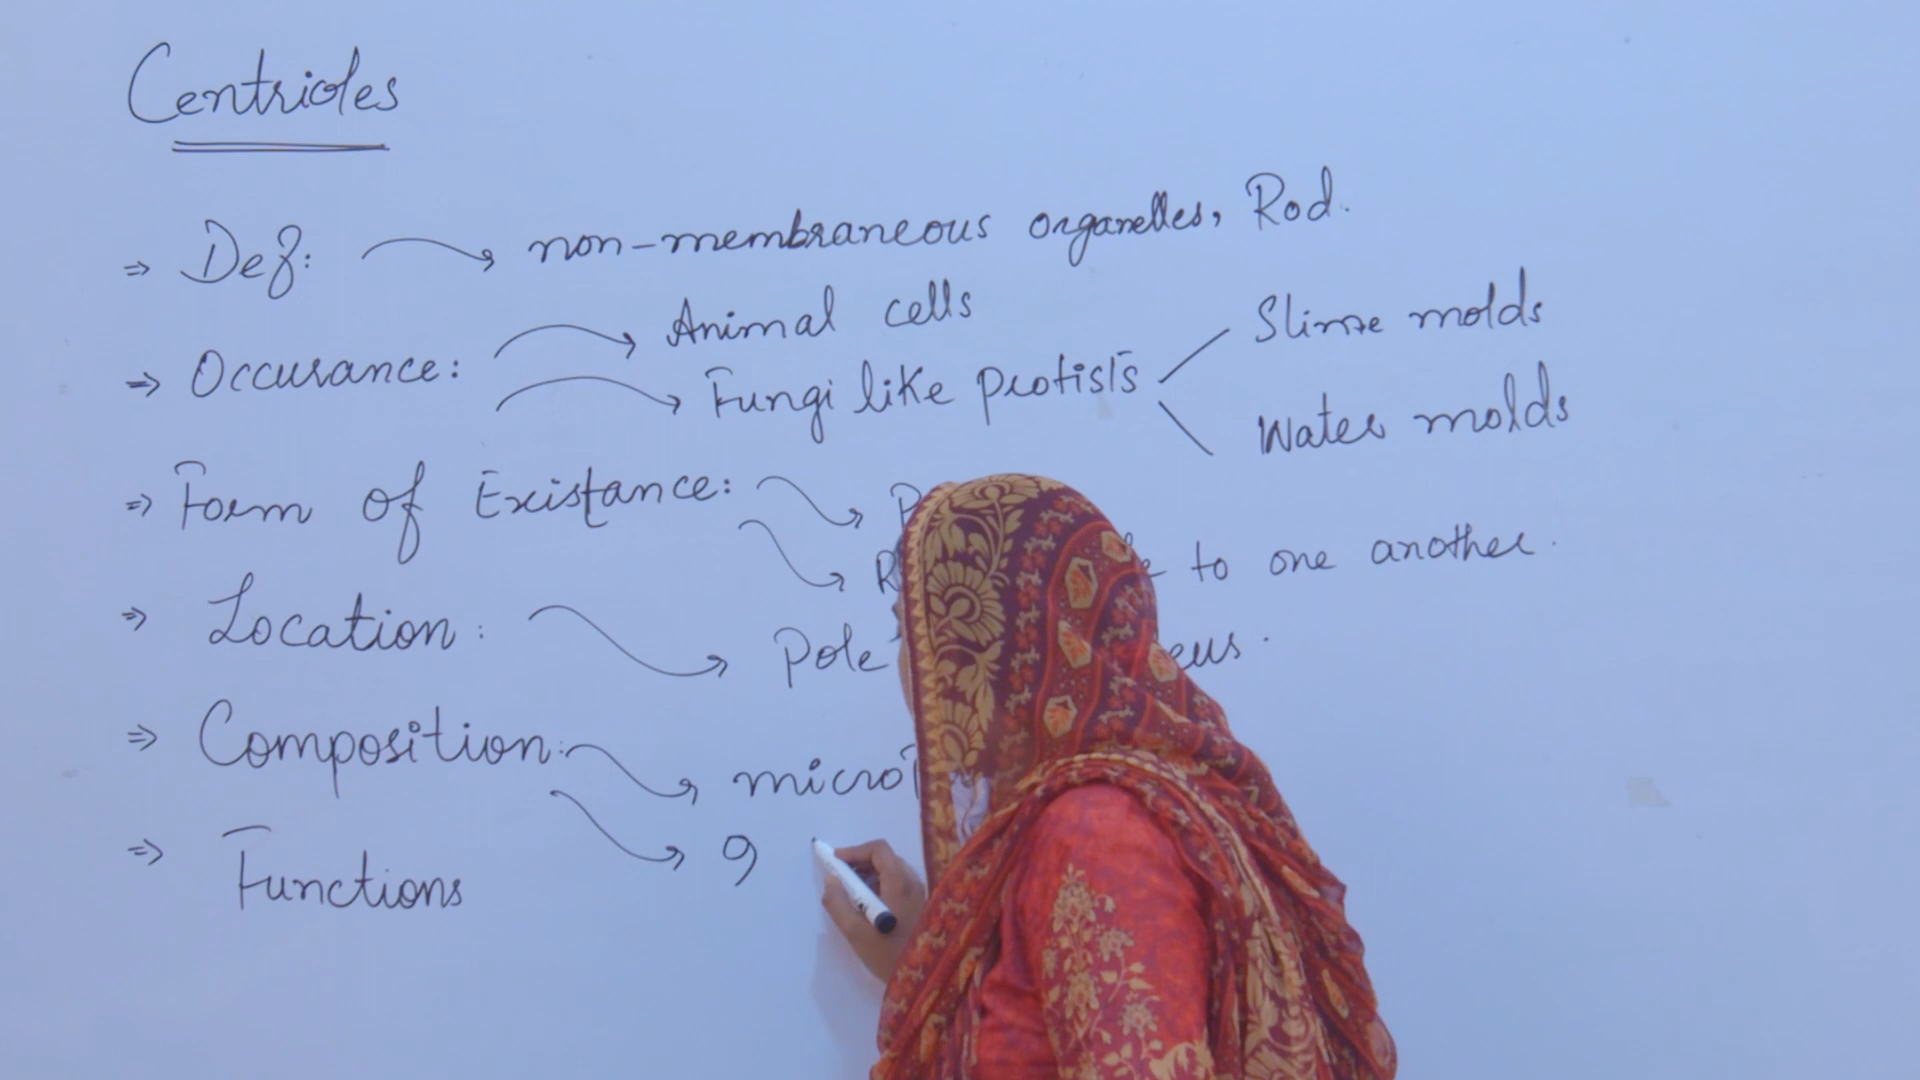 Centrioles
⇒ Def: → non-membraneous organelles, Rod.
⇒ Occurance: → Animal cells
→ Fungi like protists
Slime molds
Water molds
⇒ Form of Existance: →
→ to one another.
⇒ Location: → Pole
⇒ Composition: →
→ 9
⇒ Functions